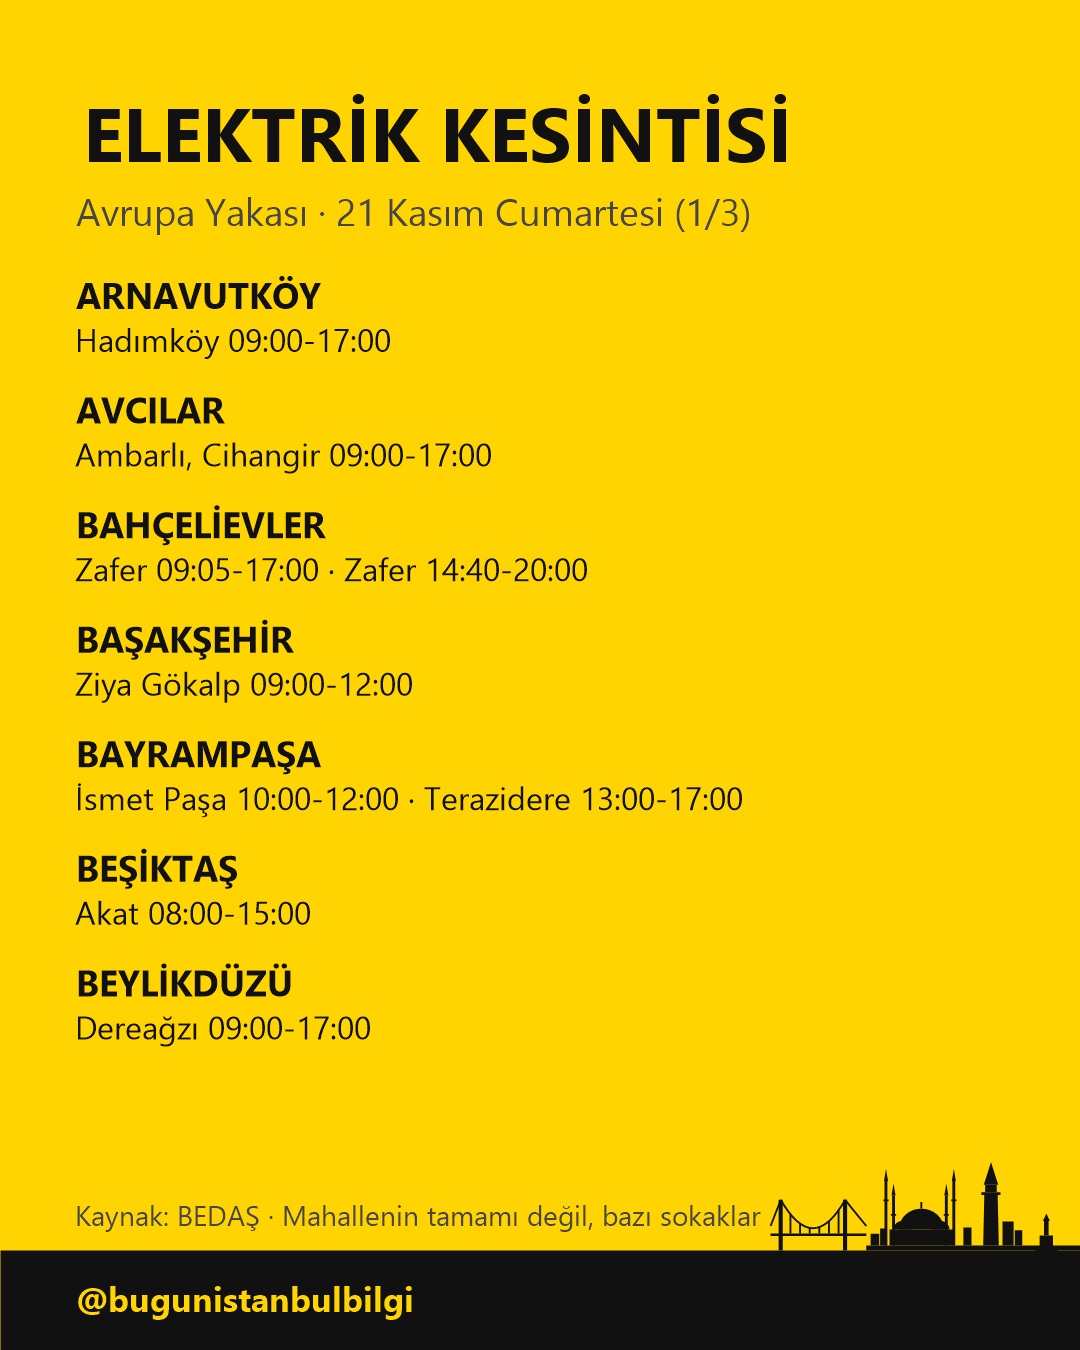 ELEKTRİK KESİNTİSİ
Avrupa Yakası · 21 Kasım Cumartesi (1/3)
ARNAVUTKÖY
Hadımköy 09:00-17:00
AVCILAR
Ambarlı, Cihangir 09:00-17:00
BAHÇELİEVLER
Zafer 09:05-17:00 · Zafer 14:40-20:00
BAŞAKŞEHİR
Ziya Gökalp 09:00-12:00
BAYRAMPAŞA
İsmet Paşa 10:00-12:00 · Terazidere 13:00-17:00
BEŞİKTAŞ
Akat 08:00-15:00
BEYLİKDÜZÜ
Dereağzı 09:00-17:00
Kaynak: BEDAŞ · Mahallenin tamamı değil, bazı sokaklar
@bugunistanbulbilgi